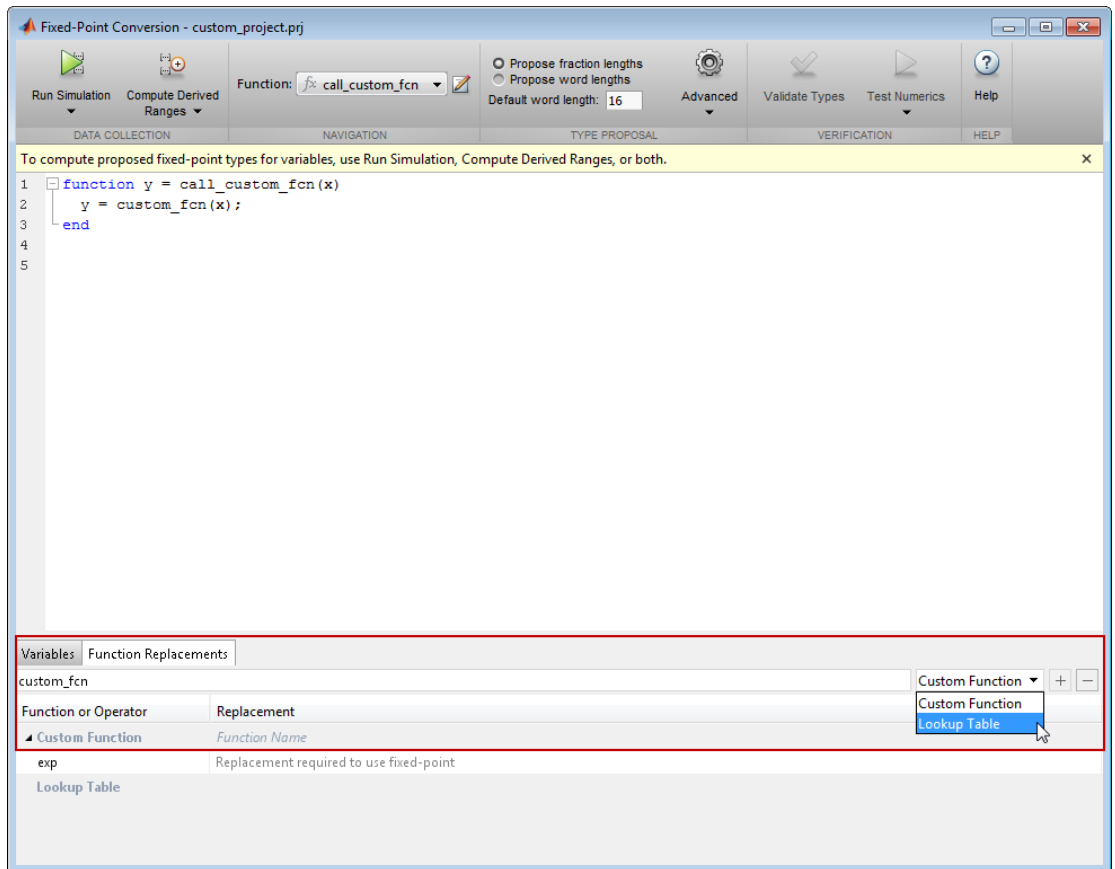 Fixed-Point Conversion - custom_project.prj
Run Simulation
Compute Derived Ranges
DATA COLLECTION
Function: fx call_custom_fcn
NAVIGATION
Propose fraction lengths
Propose word lengths
Default word length: 16
Advanced
TYPE PROPOSAL
Validate Types
Test Numerics
VERIFICATION
? Help
HELP
To compute proposed fixed-point types for variables, use Run Simulation, Compute Derived Ranges, or both.
1 function y = call_custom_fcn(x)
2 y = custom_fcn(x);
3 end
4
5
Variables Function Replacements
custom_fcn Custom Function
Custom Function
Lookup Table
Function or Operator Replacement
Custom Function Function Name
exp Replacement required to use fixed-point
Lookup Table